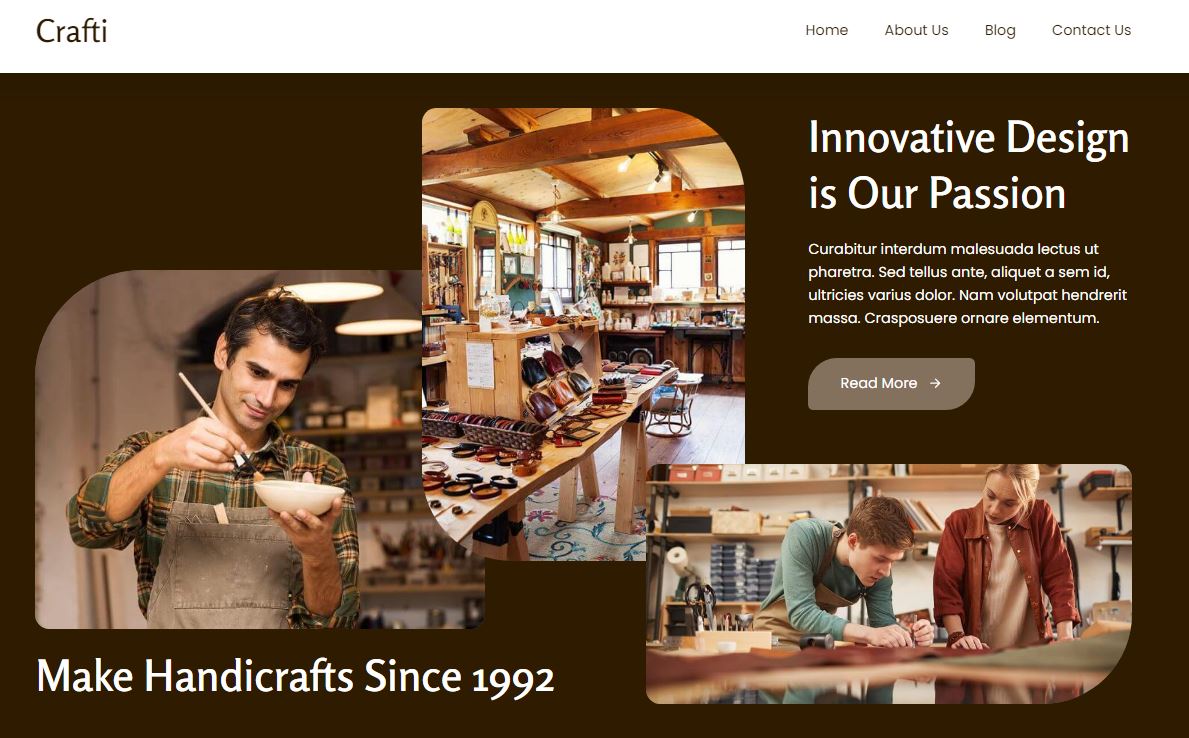 Crafti
Home
About Us
Blog
Contact Us
Innovative Design
is Our Passion
Curabitur interdum malesuada lectus ut
pharetra. Sed tellus ante, aliquet a sem id,
ultricies varius dolor. Nam volutpat hendrerit
massa. Crasposuere ornare elementum.
Read More →
Make Handicrafts Since 1992